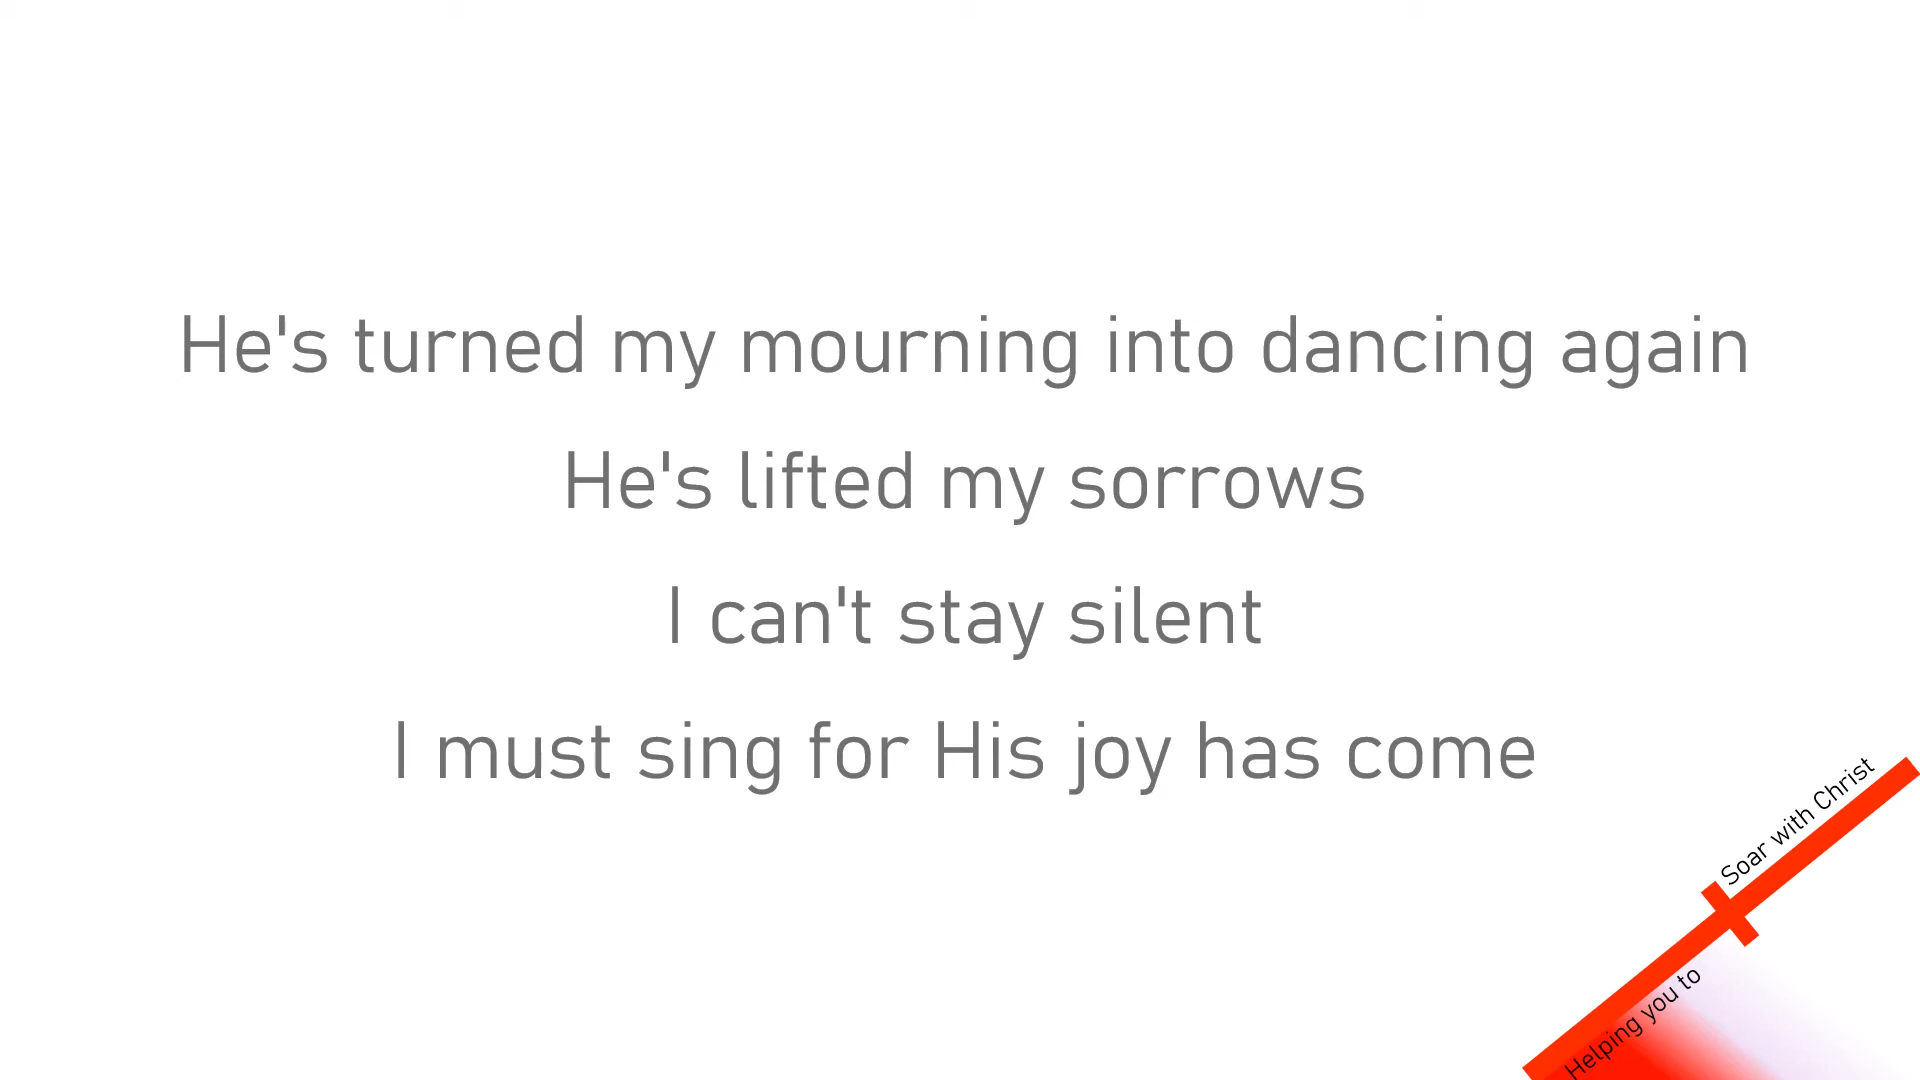 He's turned my mourning into dancing again
He's lifted my sorrows
I can't stay silent
I must sing for His joy has come
Helping you to
Soar with Christ